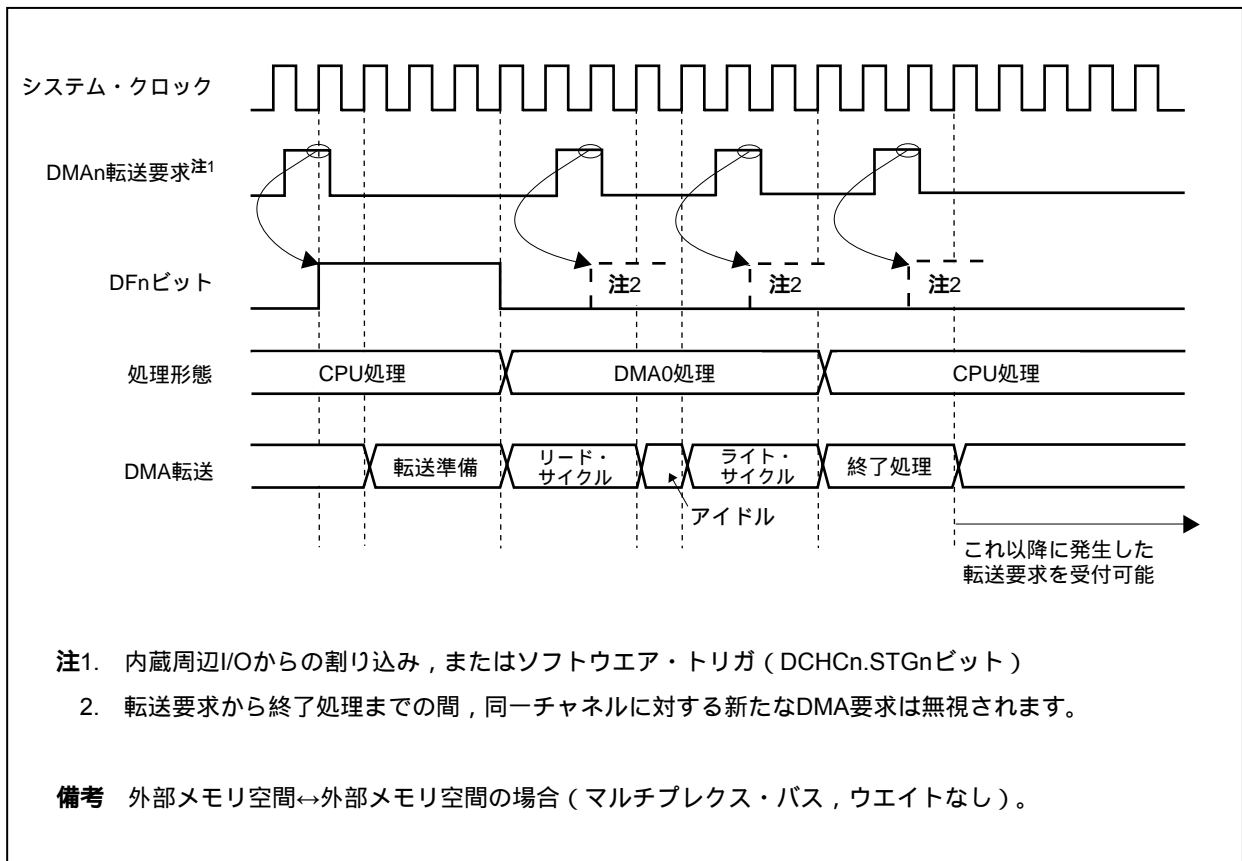 システム・クロック
DMAn転送要求注1
DFnビット
注2
注2
注2
処理形態
CPU処理
DMA0処理
CPU処理
DMA転送
転送準備
リード・
サイクル
ライト・
サイクル
終了処理
アイドル
これ以降に発生した
転送要求を受付可能
注1. 内蔵周辺I/Oからの割り込み，またはソフトウエア・トリガ（DCHCn.STGnビット）
2. 転送要求から終了処理までの間，同一チャネルに対する新たなDMA要求は無視されます。
備考 外部メモリ空間↔外部メモリ空間の場合（マルチプレクス・バス，ウエイトなし）。